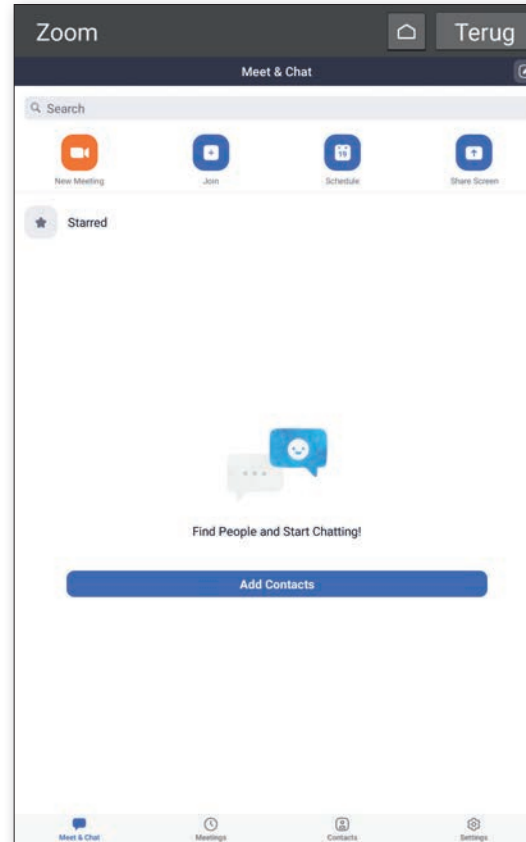 Zoom
Terug
Meet & Chat
Search
New Meeting
Join
19
Schedule
Share Screen
Starred
Find People and Start Chatting!
Add Contacts
Meet & Chat
Meetings
Contacts
Settings